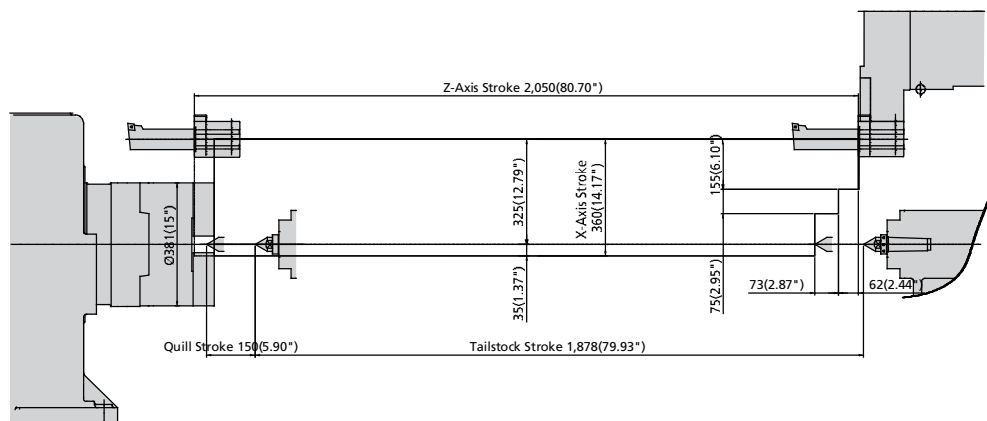 Z-Axis Stroke 2,050(80.70")
325(12.79")
X-Axis Stroke
360(14.17")
155(6.10")
Ø381(15")
35(1.37")
75(2.95")
73(2.87")
62(2.44")
Quill Stroke 150(5.90")
Tailstock Stroke 1,878(79.93")